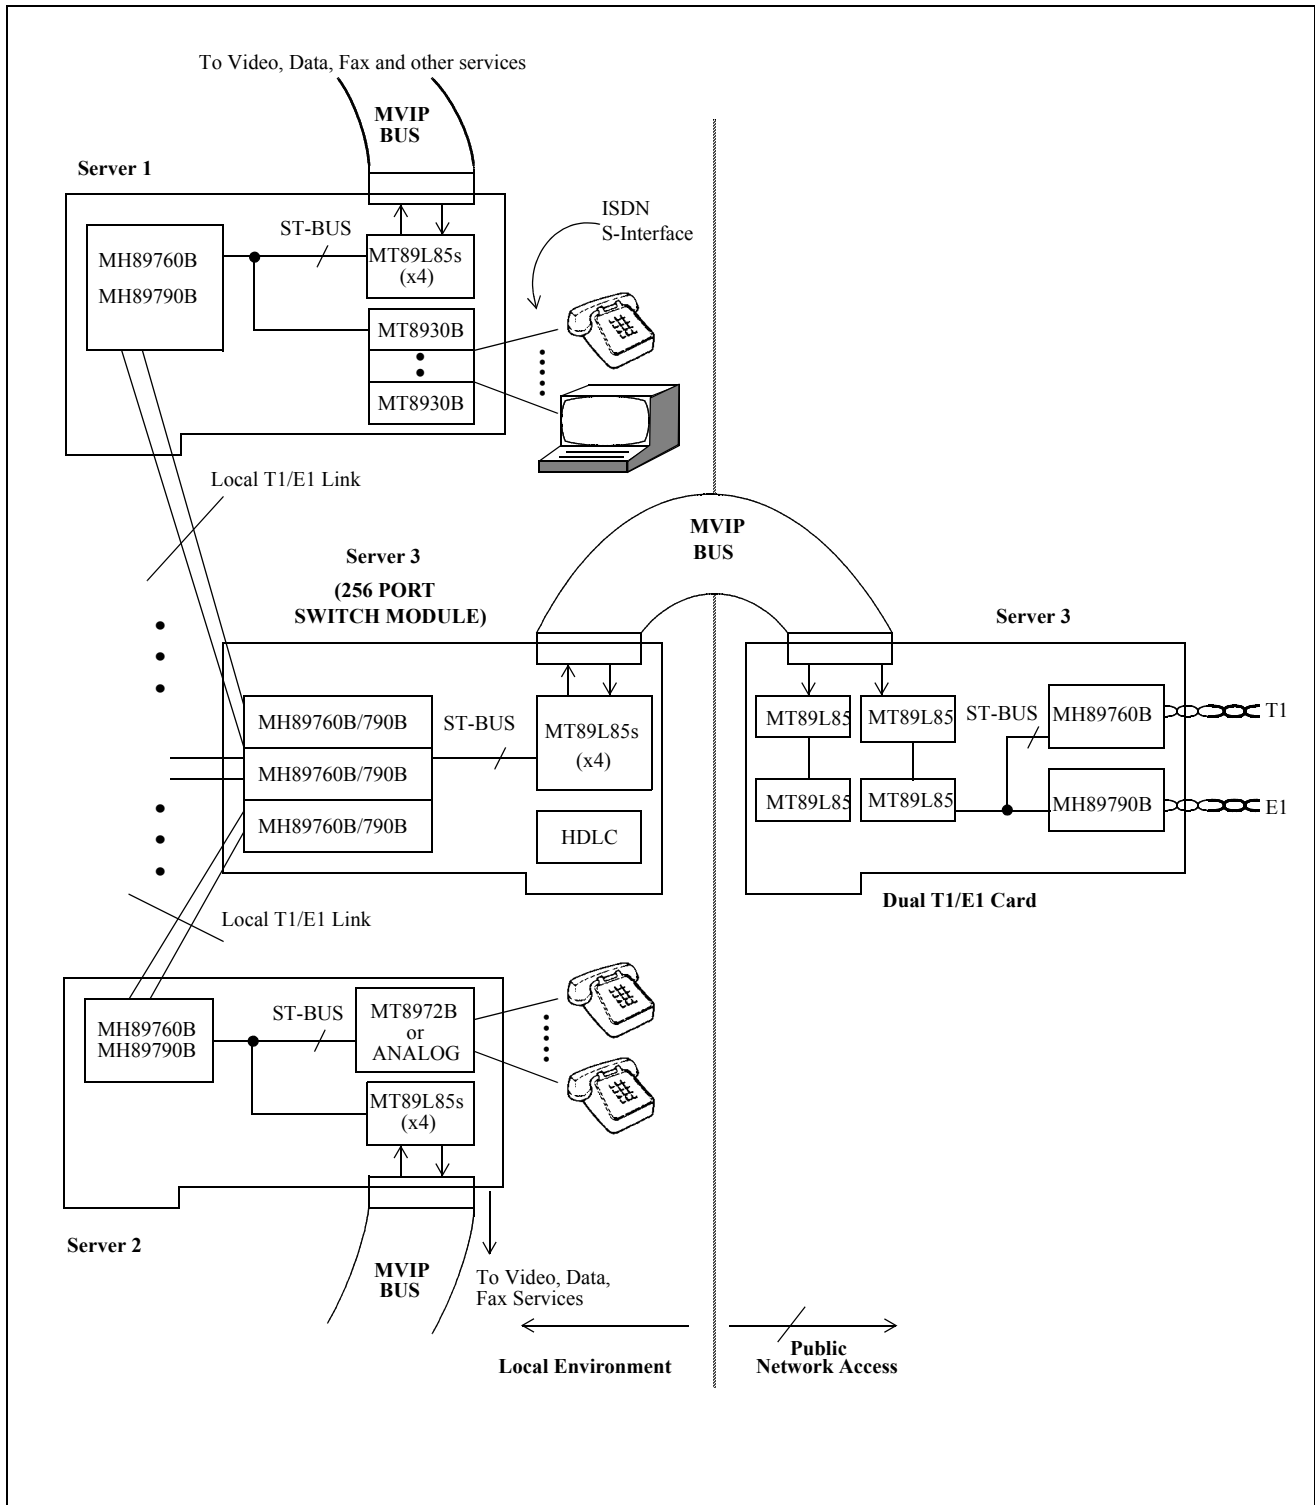 To Video, Data, Fax and other services
MVIP
BUS
Server 1
MH89760B
MH89790B
ST-BUS
MT89L85s
(x4)
MT8930B
MT8930B
ISDN
S-Interface
Local T1/E1 Link
Server 3
(256 PORT
SWITCH MODULE)
MVIP
BUS
MH89760B/790B
MH89760B/790B
MH89760B/790B
ST-BUS
MT89L85s
(x4)
HDLC
Server 3
MT89L85
MT89L85
MT89L85
MT89L85
ST-BUS
MH89760B
MH89790B
T1
E1
Dual T1/E1 Card
Local T1/E1 Link
MH89760B
MH89790B
ST-BUS
MT8972B
or
ANALOG
MT89L85s
(x4)
Server 2
MVIP
BUS
To Video, Data,
Fax Services
Local Environment
Public
Network Access